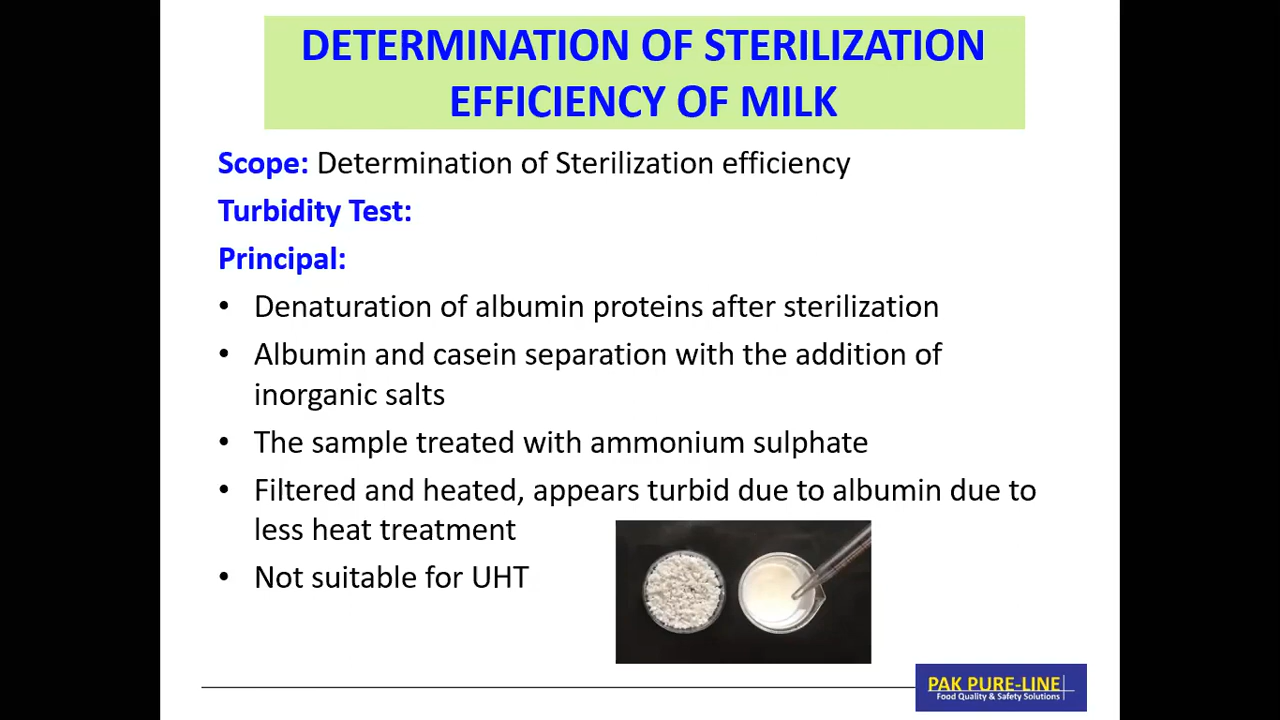 DETERMINATION OF STERILIZATION
EFFICIENCY OF MILK
Scope: Determination of Sterilization efficiency
Turbidity Test:
Principal:
• Denaturation of albumin proteins after sterilization
• Albumin and casein separation with the addition of
inorganic salts
• The sample treated with ammonium sulphate
• Filtered and heated, appears turbid due to albumin due to
less heat treatment
• Not suitable for UHT
PAK PURE-LINE
Food Quality & Safety Solutions